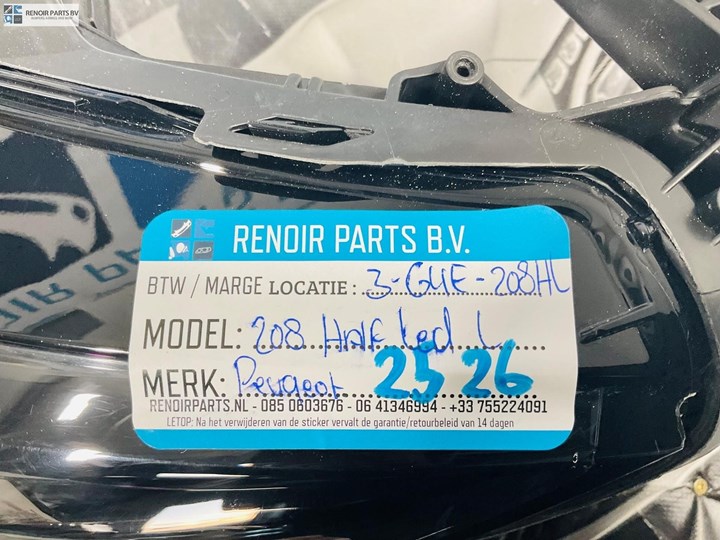 RENOIR PARTS BV
RENOIR PARTS B.V.
BTW / MARGE LOCATIE : 3-G4E-208HL
MODEL: 208 Half Led L
MERK: Peugeot 2526
RENOIRPARTS.NL - 085 0603676 - 06 41346994 - +33 755224091
LETOP: Na het verwijderen van de sticker vervalt de garantie/retourbeleid van 14 dagen